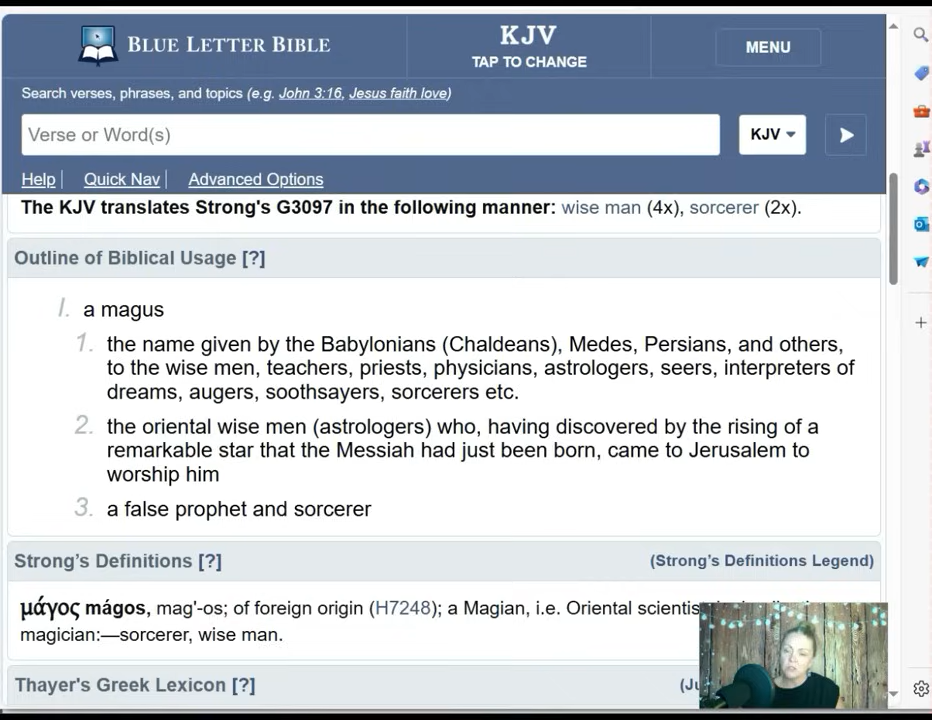 BLUE LETTER BIBLE
KJV
TAP TO CHANGE
MENU
Search verses, phrases, and topics (e.g. John 3:16, Jesus faith love)
Verse or Word(s)
KJV
Help | Quick Nav | Advanced Options
The KJV translates Strong's G3097 in the following manner: wise man (4x), sorcerer (2x).
Outline of Biblical Usage [?]
I. a magus
1. the name given by the Babylonians (Chaldeans), Medes, Persians, and others,
to the wise men, teachers, priests, physicians, astrologers, seers, interpreters of
dreams, augers, soothsayers, sorcerers etc.
2. the oriental wise men (astrologers) who, having discovered by the rising of a
remarkable star that the Messiah had just been born, came to Jerusalem to
worship him
3. a false prophet and sorcerer
Strong’s Definitions [?]
(Strong’s Definitions Legend)
μάγος mágos, mag'-os; of foreign origin (H7248); a Magian, i.e. Oriental
magician:—sorcerer, wise man.
Thayer's Greek Lexicon [?]